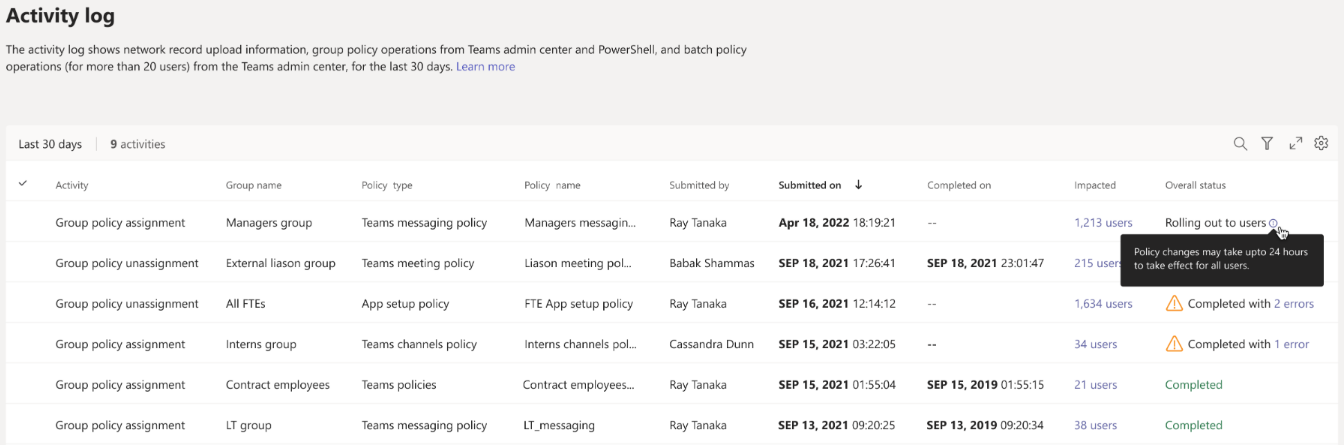 Activity log
The activity log shows network record upload information, group policy operations from Teams admin center and PowerShell, and batch policy
operations (for more than 20 users) from the Teams admin center, for the last 30 days. Learn more
Last 30 days 9 activities
Activity Group name Policy type Policy name Submitted by Submitted on Completed on Impacted Overall status
Group policy assignment Managers group Teams messaging policy Managers messagin... Ray Tanaka Apr 18, 2022 18:19:21 -- 1,213 users Rolling out to users
Policy changes may take upto 24 hours
to take effect for all users.
Group policy unassignment External liason group Teams meeting policy Liason meeting pol... Babak Shammas SEP 18, 2021 17:26:41 SEP 18, 2021 23:01:47 215 users
Group policy unassignment All FTEs App setup policy FTE App setup policy Ray Tanaka SEP 16, 2021 12:14:12 -- 1,634 users Completed with 2 errors
Group policy assignment Interns group Teams channels policy Interns channels pol... Cassandra Dunn SEP 15, 2021 03:22:05 -- 34 users Completed with 1 error
Group policy assignment Contract employees Teams policies Contract employees... Ray Tanaka SEP 15, 2021 01:55:04 SEP 15, 2019 01:55:15 21 users Completed
Group policy assignment LT group Teams messaging policy LT_messaging Ray Tanaka SEP 13, 2021 09:20:25 SEP 13, 2019 09:20:34 38 users Completed